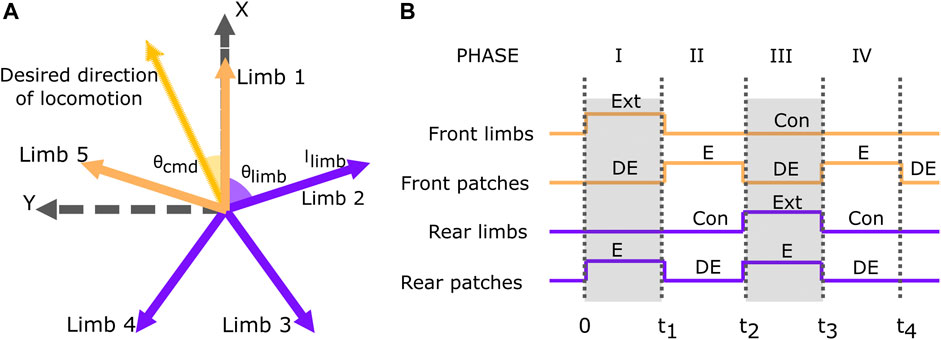 A
X
Desired direction
of locomotion
Limb 1
Limb 5
θcmd
θlimb
llimb
Limb 2
Y
Limb 4
Limb 3
B
PHASE I II III IV
Ext
Front limbs Con
E E
Front patches DE DE DE
Ext
Rear limbs Con Con
E E
Rear patches DE DE
0 t1 t2 t3 t4